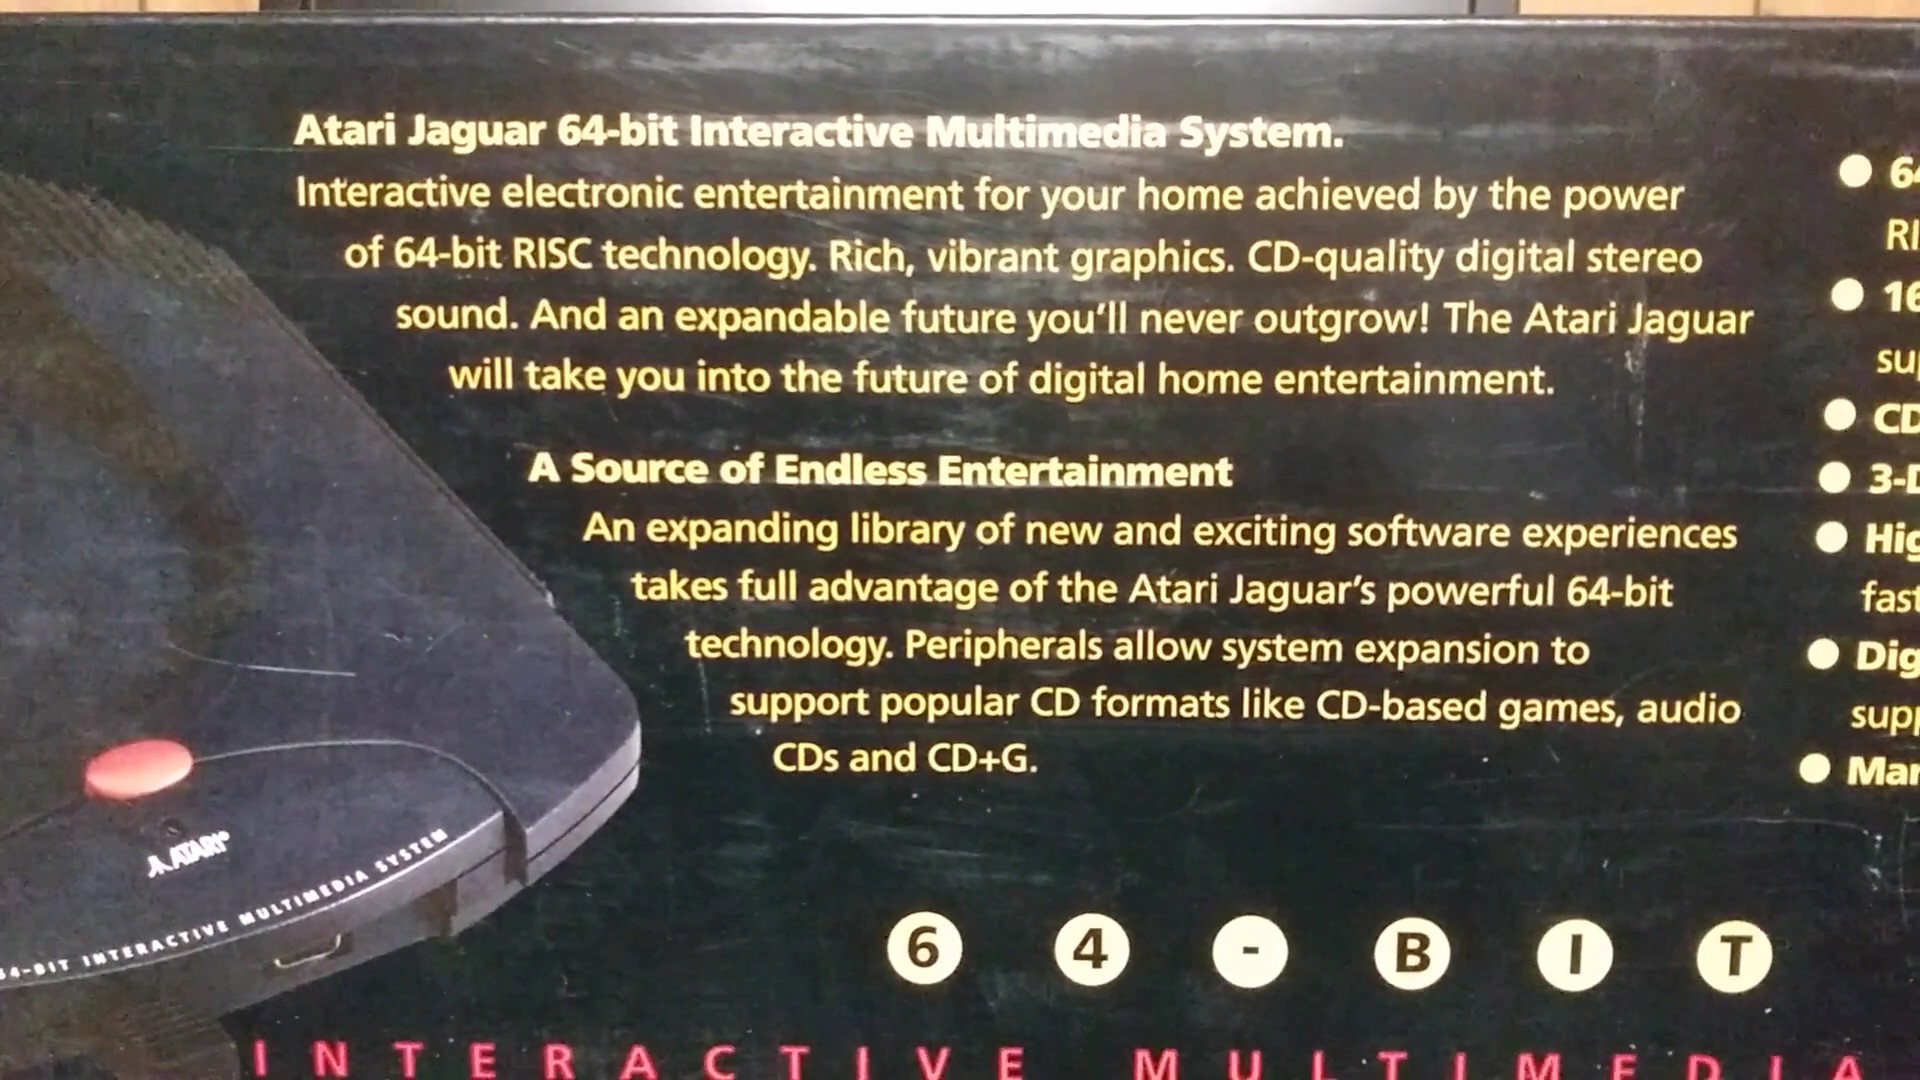 Atari Jaguar 64-bit Interactive Multimedia System.
Interactive electronic entertainment for your home achieved by the power
of 64-bit RISC technology. Rich, vibrant graphics. CD-quality digital stereo
sound. And an expandable future you'll never outgrow! The Atari Jaguar
will take you into the future of digital home entertainment.
A Source of Endless Entertainment
An expanding library of new and exciting software experiences
takes full advantage of the Atari Jaguar's powerful 64-bit
technology. Peripherals allow system expansion to
support popular CD formats like CD-based games, audio
CDs and CD+G.
CD
ATARI®
64-BIT INTERACTIVE MULTIMEDIA SYSTEM
64-BIT
INTERACTIVE MULTIMEDIA